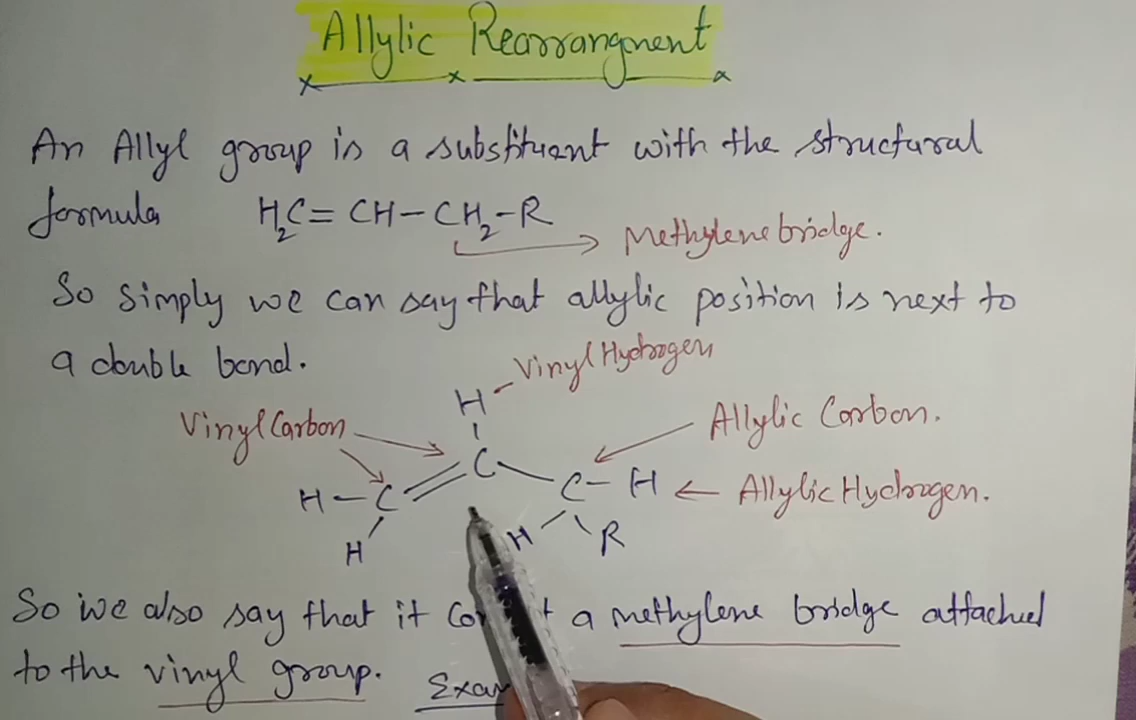 Allylic Rearrangment
An Allyl group is a substituent with the structural
formula H₂C = CH - CH₂ - R
Methylene bridge.
So simply we can say that allylic position is next to
a double bond.
Vinyl Hydrogen
Vinyl Carbon
H
Allylic Carbon.
H - C = C - C - H
Allylic Hydrogen.
H H R
So we also say that it a methylene bridge attached
to the vinyl group.